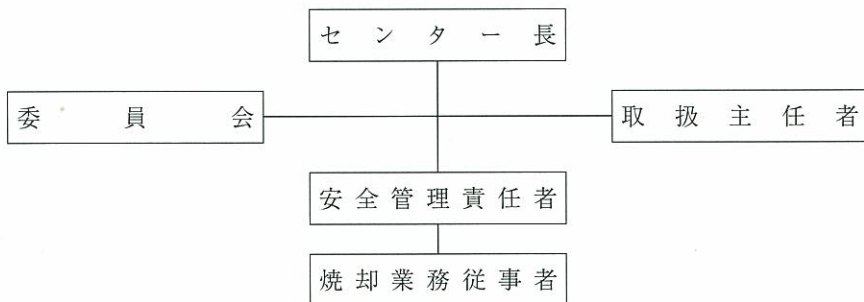 センター長
委員会
取扱主任者
安全管理責任者
焼却業務従事者